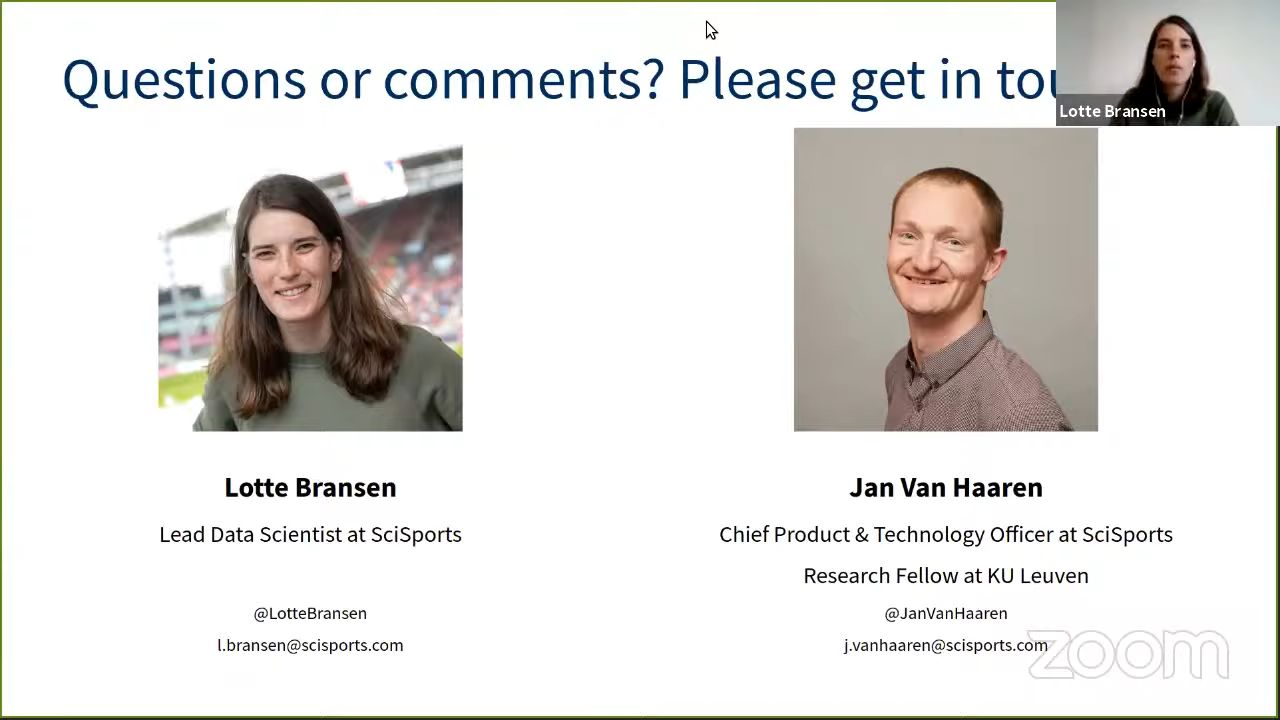 Questions or comments? Please get in tou
Lotte Bransen
Lotte Bransen
Lead Data Scientist at SciSports
@LotteBransen
l.bransen@scisports.com
Jan Van Haaren
Chief Product & Technology Officer at SciSports
Research Fellow at KU Leuven
@JanVanHaaren
j.vanhaaren@scisports.com
zoom